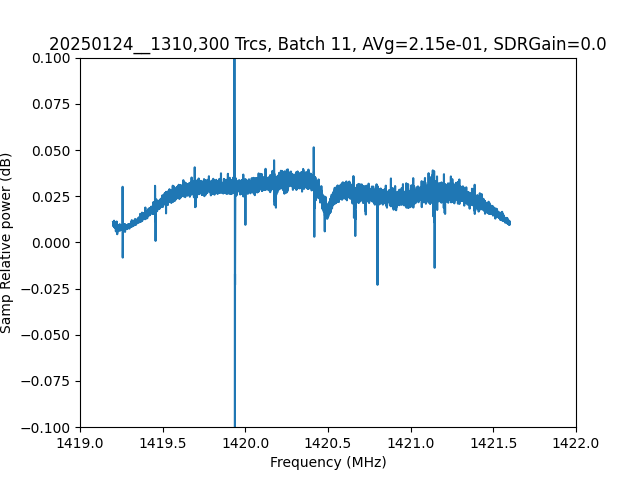 20250124__1310,300 Trcs, Batch 11, AVg=2.15e-01, SDRGain=0.0
0.100
0.075
0.050
0.025
0.000
−0.025
−0.050
−0.075
−0.100
Samp Relative power (dB)
1419.0 1419.5 1420.0 1420.5 1421.0 1421.5 1422.0
Frequency (MHz)